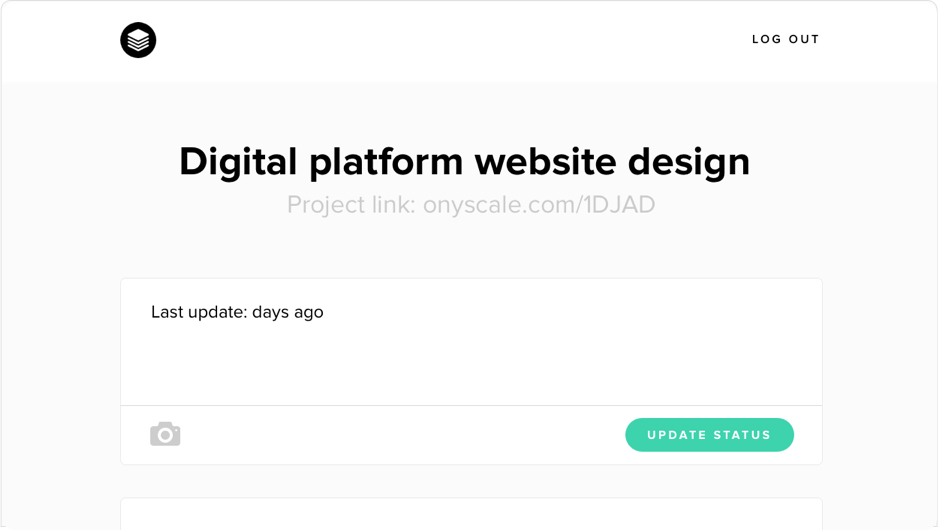 LOG OUT
Digital platform website design
Project link: onyscale.com/1DJAD
Last update: days ago
UPDATE STATUS